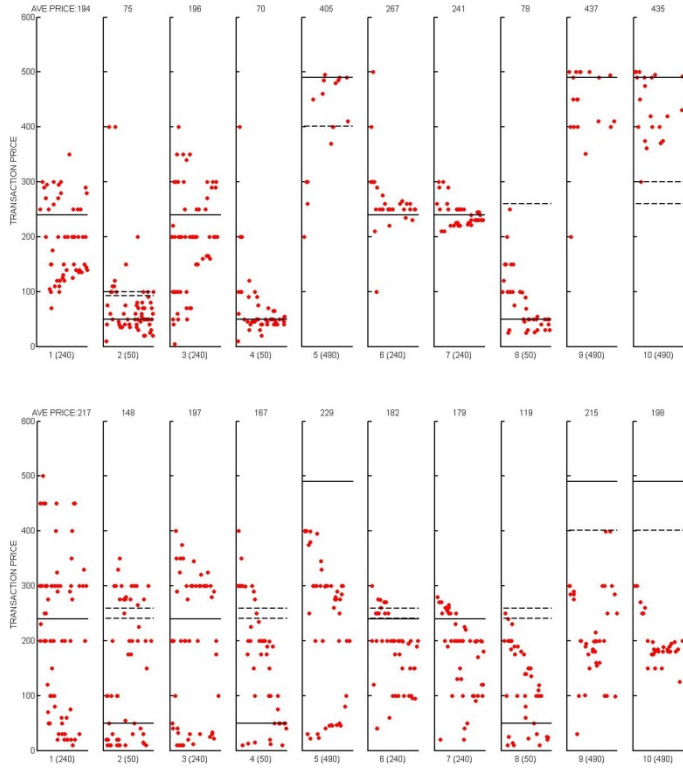 AVE PRICE:194 75 196 70 405 267 241 78 437 435
600
500
400
300
200
100
0
TRANSACTION PRICE
1 (240) 2 (50) 3 (240) 4 (50) 5 (490) 6 (240) 7 (240) 8 (50) 9 (490) 10 (490)
AVE PRICE:217 148 197 167 229 182 179 119 215 198
600
500
400
300
200
100
0
TRANSACTION PRICE
1 (240) 2 (50) 3 (240) 4 (50) 5 (490) 6 (240) 7 (240) 8 (50) 9 (490) 10 (490)